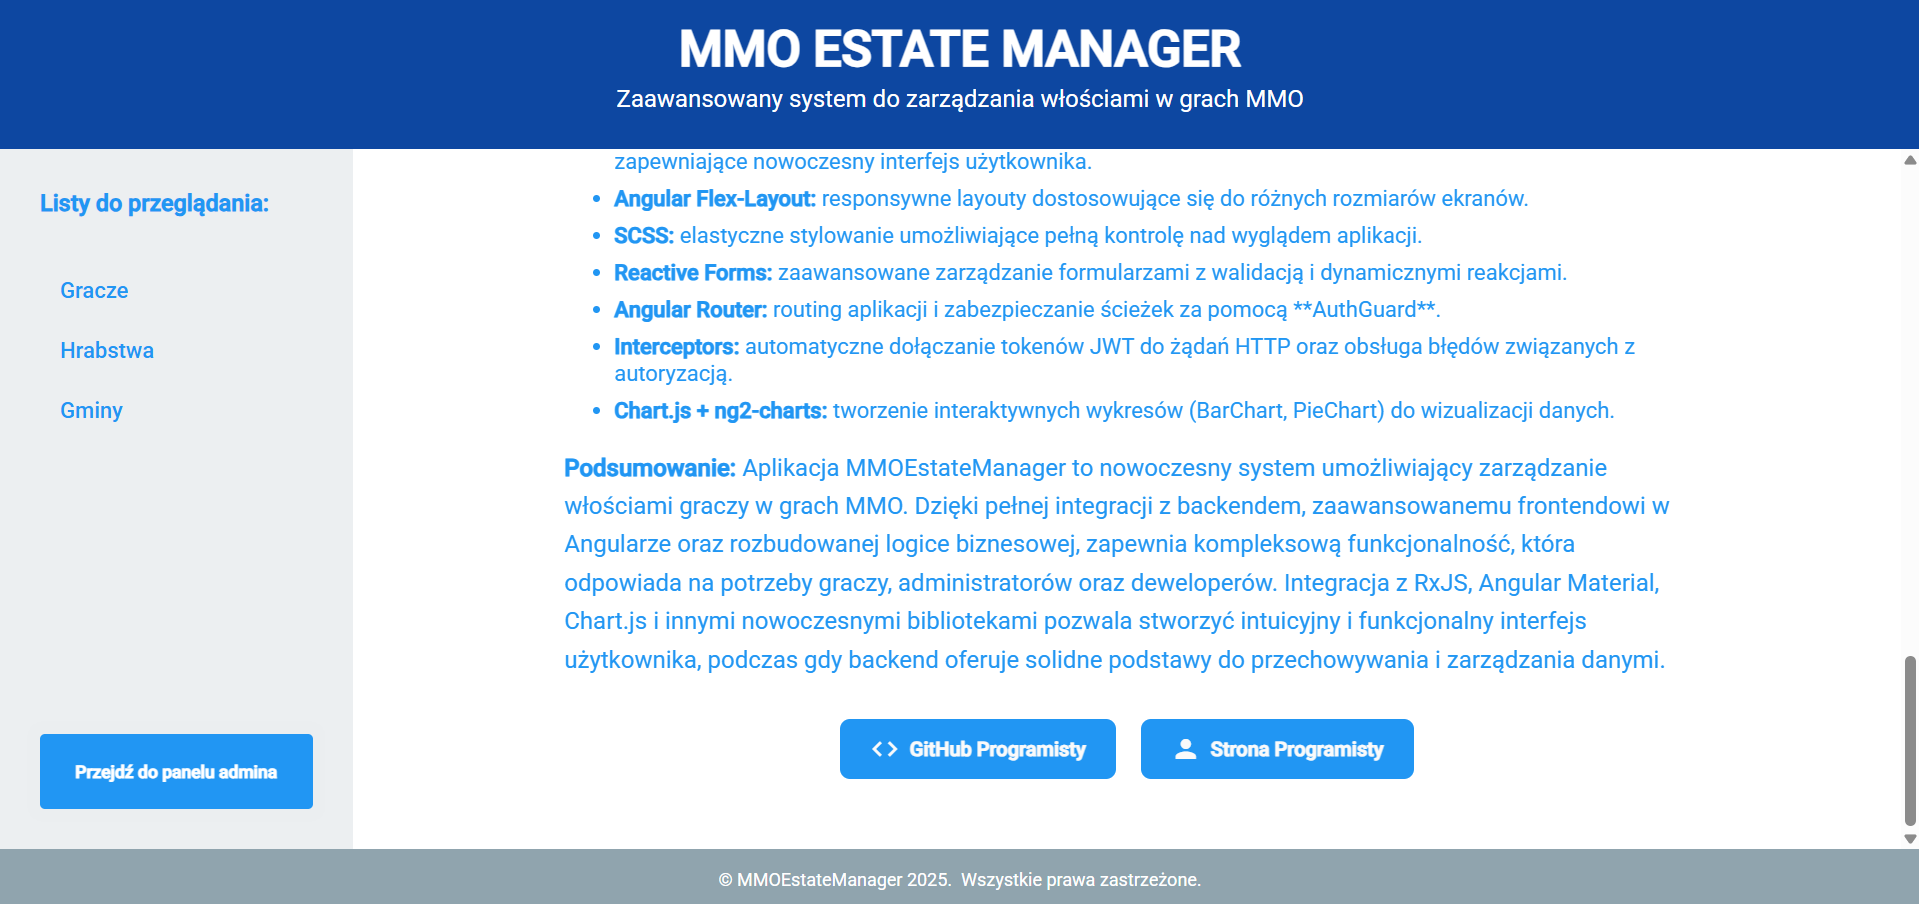 MMO ESTATE MANAGER
Zaawansowany system do zarządzania włościami w grach MMO
Listy do przeglądania:
Gracze
Hrabstwa
Gminy
Przejdź do panelu admina
zapewniające nowoczesny interfejs użytkownika.
• Angular Flex-Layout: responsywne layouty dostosowujące się do różnych rozmiarów ekranów.
• SCSS: elastyczne stylowanie umożliwiające pełną kontrolę nad wyglądem aplikacji.
• Reactive Forms: zaawansowane zarządzanie formularzami z walidacją i dynamicznymi reakcjami.
• Angular Router: routing aplikacji i zabezpieczanie ścieżek za pomocą **AuthGuard**.
• Interceptors: automatyczne dołączanie tokenów JWT do żądań HTTP oraz obsługa błędów związanych z
autoryzacją.
• Chart.js + ng2-charts: tworzenie interaktywnych wykresów (BarChart, PieChart) do wizualizacji danych.
Podsumowanie: Aplikacja MMOEstateManager to nowoczesny system umożliwiający zarządzanie
włościami graczy w grach MMO. Dzięki pełnej integracji z backendem, zaawansowanemu frontendowi w
Angularze oraz rozbudowanej logice biznesowej, zapewnia kompleksową funkcjonalność, która
odpowiada na potrzeby graczy, administratorów oraz deweloperów. Integracja z RxJS, Angular Material,
Chart.js i innymi nowoczesnymi bibliotekami pozwala stworzyć intuicyjny i funkcjonalny interfejs
użytkownika, podczas gdy backend oferuje solidne podstawy do przechowywania i zarządzania danymi.
GitHub Programisty
Strona Programisty
© MMOEstateManager 2025. Wszystkie prawa zastrzeżone.